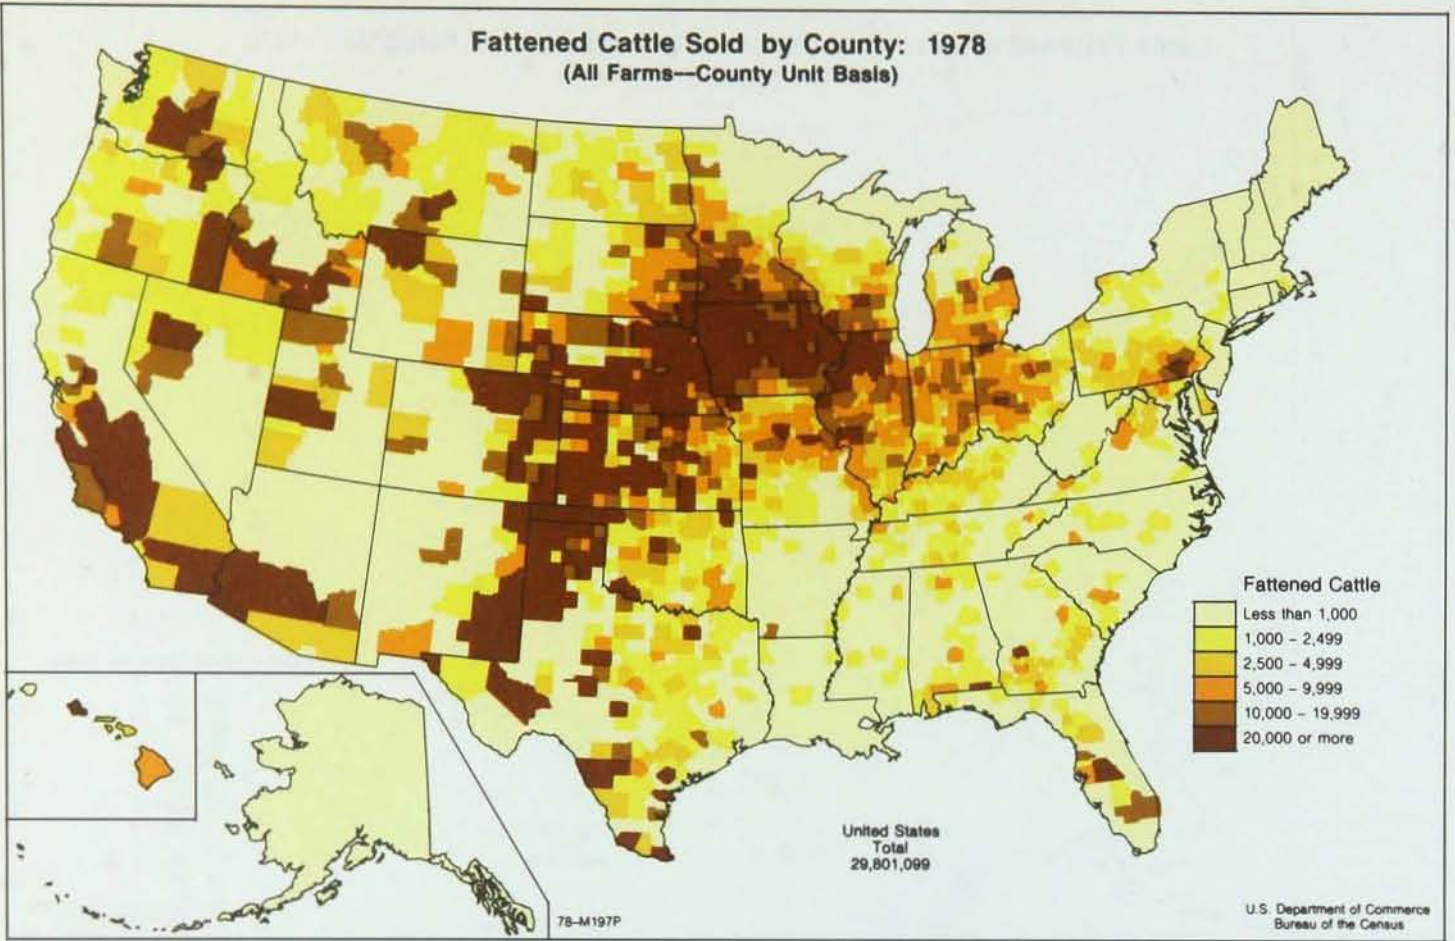 Fattened Cattle Sold by County: 1978
(All Farms—County Unit Basis)
Fattened Cattle
Less than 1,000
1,000 – 2,499
2,500 – 4,999
5,000 – 9,999
10,000 – 19,999
20,000 or more
United States
Total
29,801,099
78–M197P
U.S. Department of Commerce
Bureau of the Census